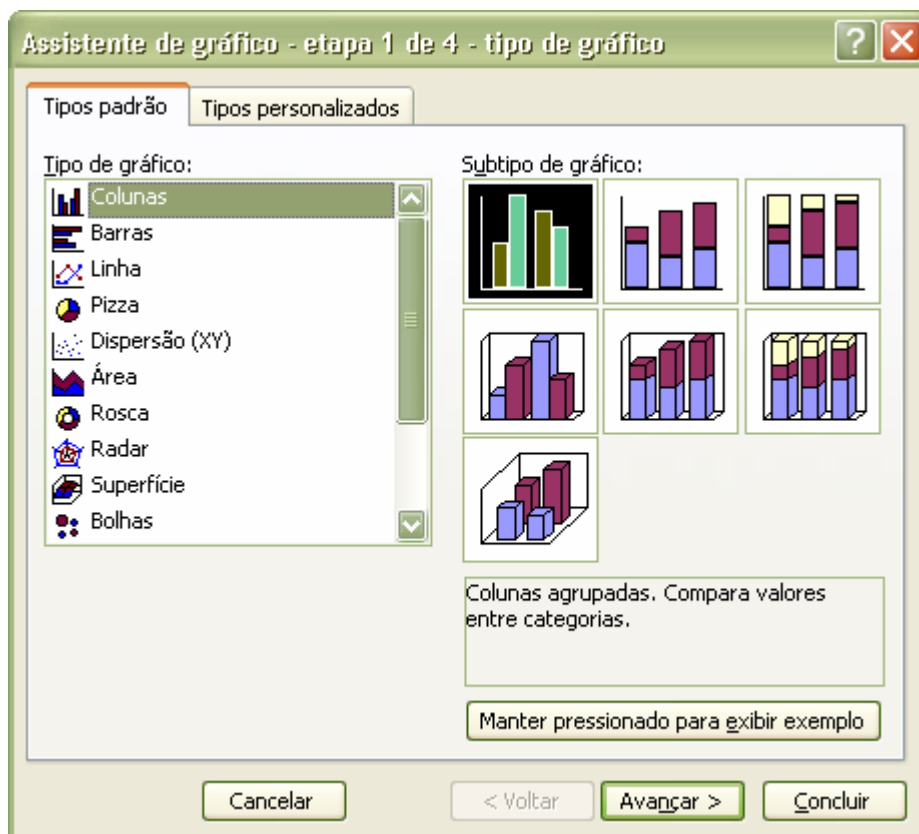 Assistente de gráfico - etapa 1 de 4 - tipo de gráfico
Tipos padrão
Tipos personalizados
Tipo de gráfico:
Colunas
Barras
Linha
Pizza
Dispersão (XY)
Área
Rosca
Radar
Superfície
Bolhas
Subtipo de gráfico:
Colunas agrupadas. Compara valores
entre categorias.
Manter pressionado para exibir exemplo
Cancelar
< Voltar
Avançar >
Concluir